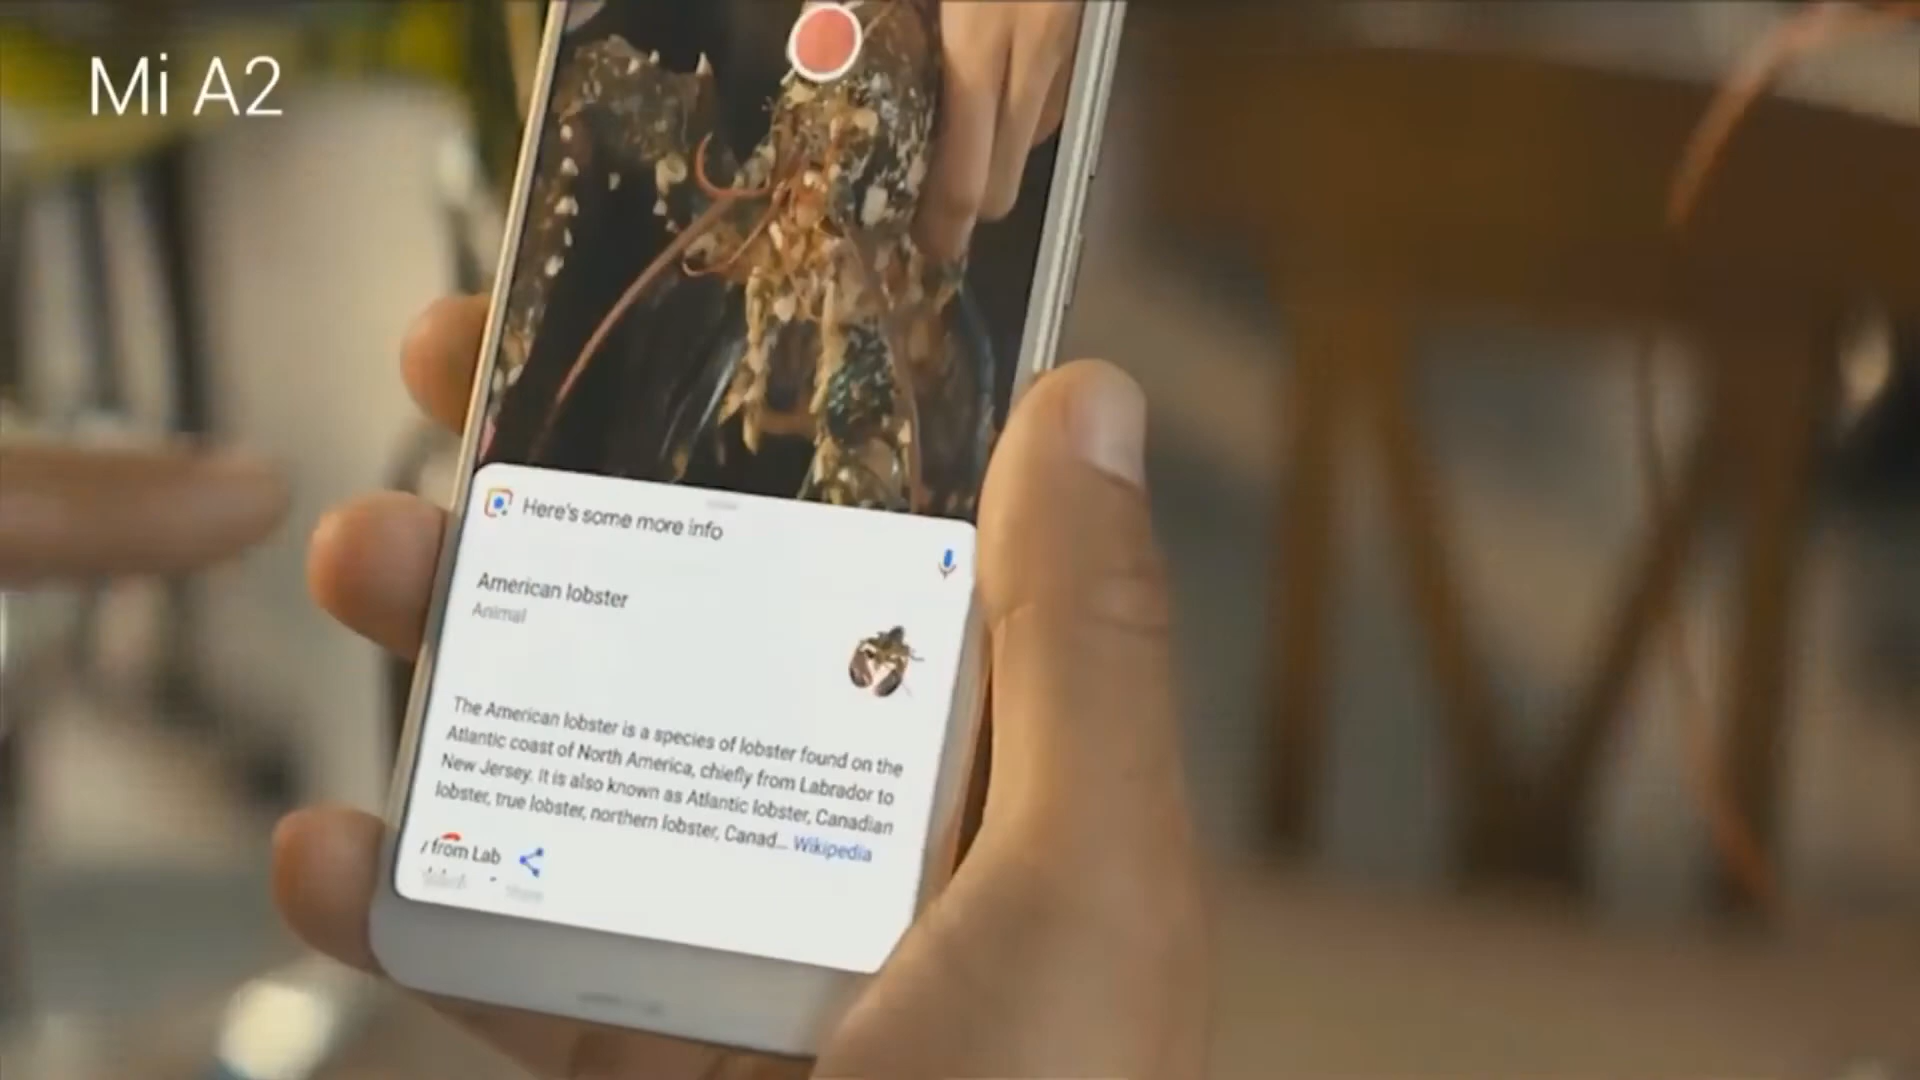 Mi A2
Here's some more info
American lobster
Animal
The American lobster is a species of lobster found on the
Atlantic coast of North America, chiefly from Labrador to
New Jersey. It is also known as Atlantic lobster, Canadian
lobster, true lobster, northern lobster, Canad... Wikipedia
y from Lab
Share